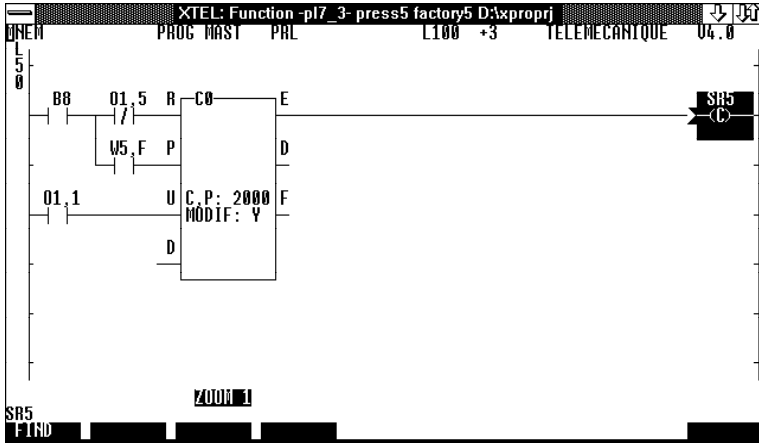 XTEL: Function -pl7_3- press5 factory5 D:\xproprj
MNEM PROG MAST PRL L100 +3 TELEMECANIQUE V4.0
L
5
0
B8 O1,5 R C0 E SR5
(C)
W5,F P D
O1,1 U C,P: 2000 F
MODIF: Y
D
ZOOM 1
SR5
FIND